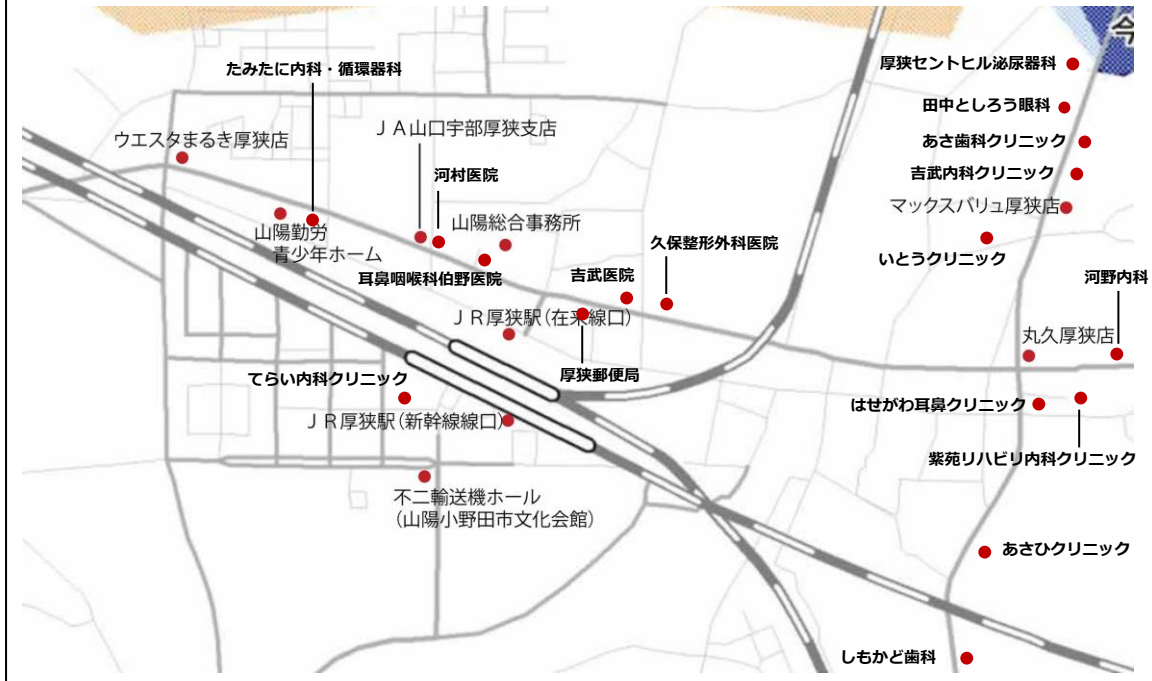 今
厚狭セントヒル泌尿器科
たみたに内科・循環器科
田中としろう眼科
ＪＡ山口宇部厚狭支店
ウエスタまるき厚狭店
あさ歯科クリニック
河村医院
吉武内科クリニック
マックスバリュ厚狭店
山陽総合事務所
山陽勤労
青少年ホーム
久保整形外科医院
いとうクリニック
耳鼻咽喉科伯野医院
吉武医院
河野内科
ＪＲ厚狭駅（在来線口）
丸久厚狭店
厚狭郵便局
てらい内科クリニック
はせがわ耳鼻クリニック
ＪＲ厚狭駅（新幹線線口）
紫苑リハビリ内科クリニック
不二輸送機ホール
（山陽小野田市文化会館）
あさひクリニック
しもかど歯科